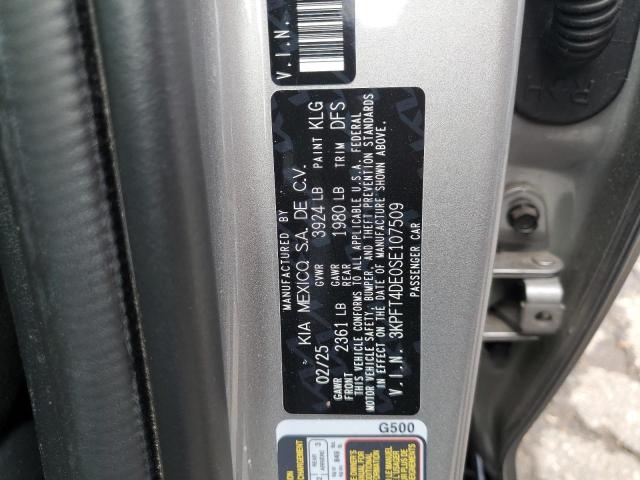 V.I.N.
MANUFACTURED BY
KIA MEXICO, S.A. DE C.V.
02/25 GVWR 3924 LB PAINT KLG
GAWR FRONT 2361 LB GAWR REAR 1980 LB TRIM DFS
THIS VEHICLE CONFORMS TO ALL APPLICABLE U.S.A. FEDERAL
MOTOR VEHICLE SAFETY, BUMPER, AND THEFT PREVENTION STANDARDS
IN EFFECT ON THE DATE OF MANUFACTURE SHOWN ABOVE.
V.I.N. 3KPFT4DE0SE107509
PASSENGER CAR
G500
REAR